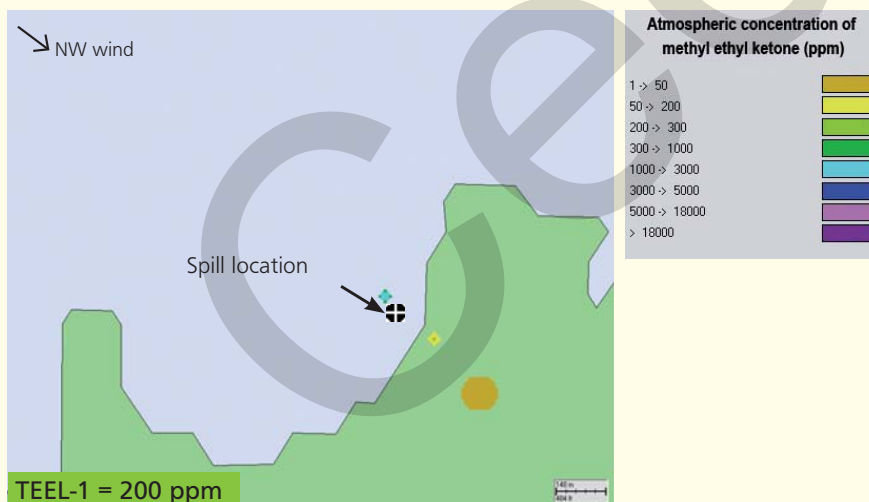 NW wind
Spill location
TEEL-1 = 200 ppm
Atmospheric concentration of
methyl ethyl ketone (ppm)
1 -> 50
50 -> 200
200 -> 300
300 -> 1000
1000 -> 3000
3000 -> 5000
5000 -> 18000
> 18000